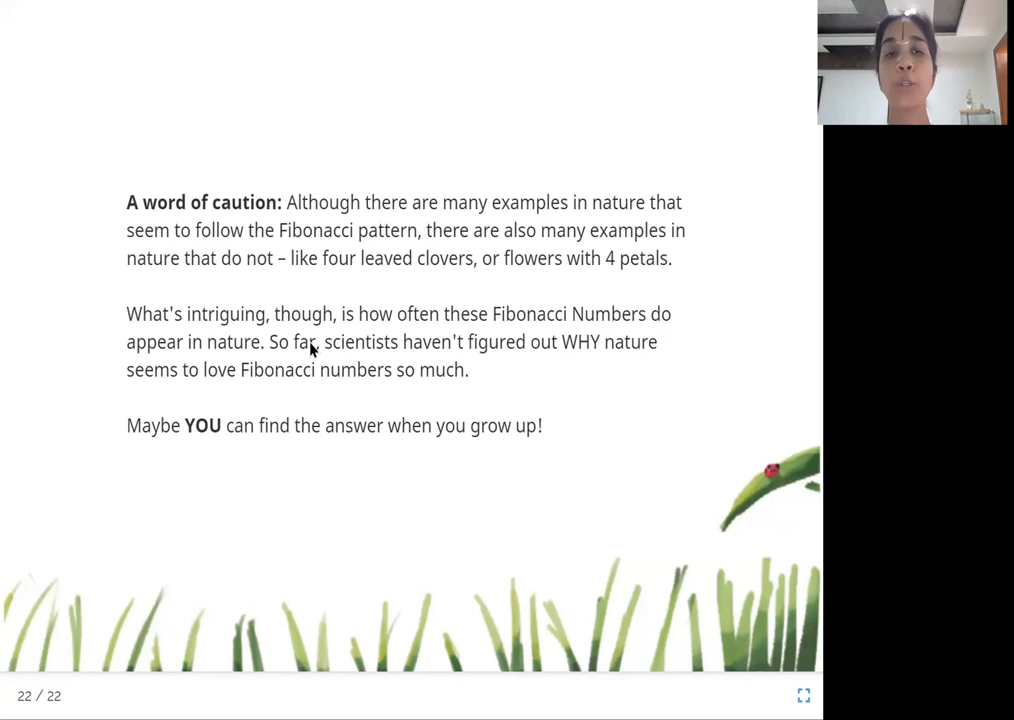 A word of caution: Although there are many examples in nature that
seem to follow the Fibonacci pattern, there are also many examples in
nature that do not – like four leaved clovers, or flowers with 4 petals.
What's intriguing, though, is how often these Fibonacci Numbers do
appear in nature. So far, scientists haven't figured out WHY nature
seems to love Fibonacci numbers so much.
Maybe YOU can find the answer when you grow up!
22 / 22